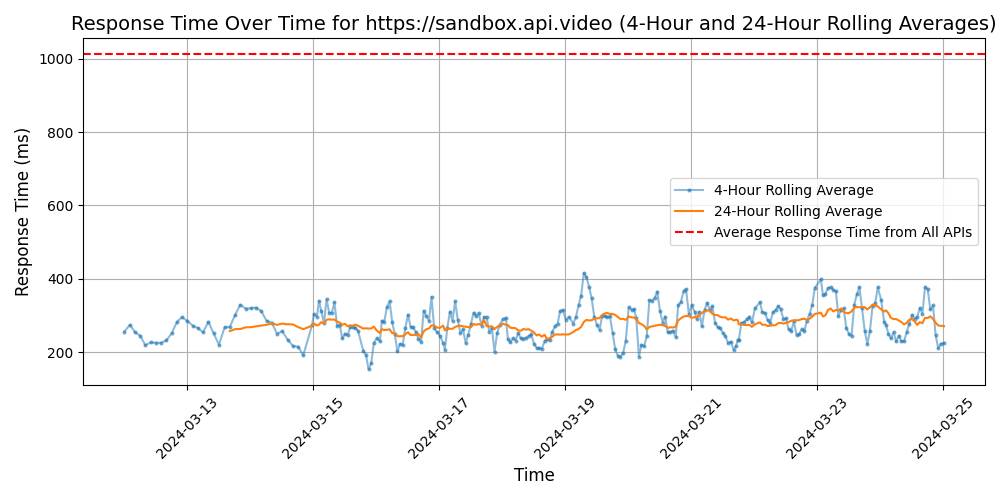 Response Time Over Time for https://sandbox.api.video (4-Hour and 24-Hour Rolling Averages)
Response Time (ms)
1000
800
600
400
200
4-Hour Rolling Average
24-Hour Rolling Average
Average Response Time from All APIs
2024-03-13
2024-03-15
2024-03-17
2024-03-19
2024-03-21
2024-03-23
2024-03-25
Time